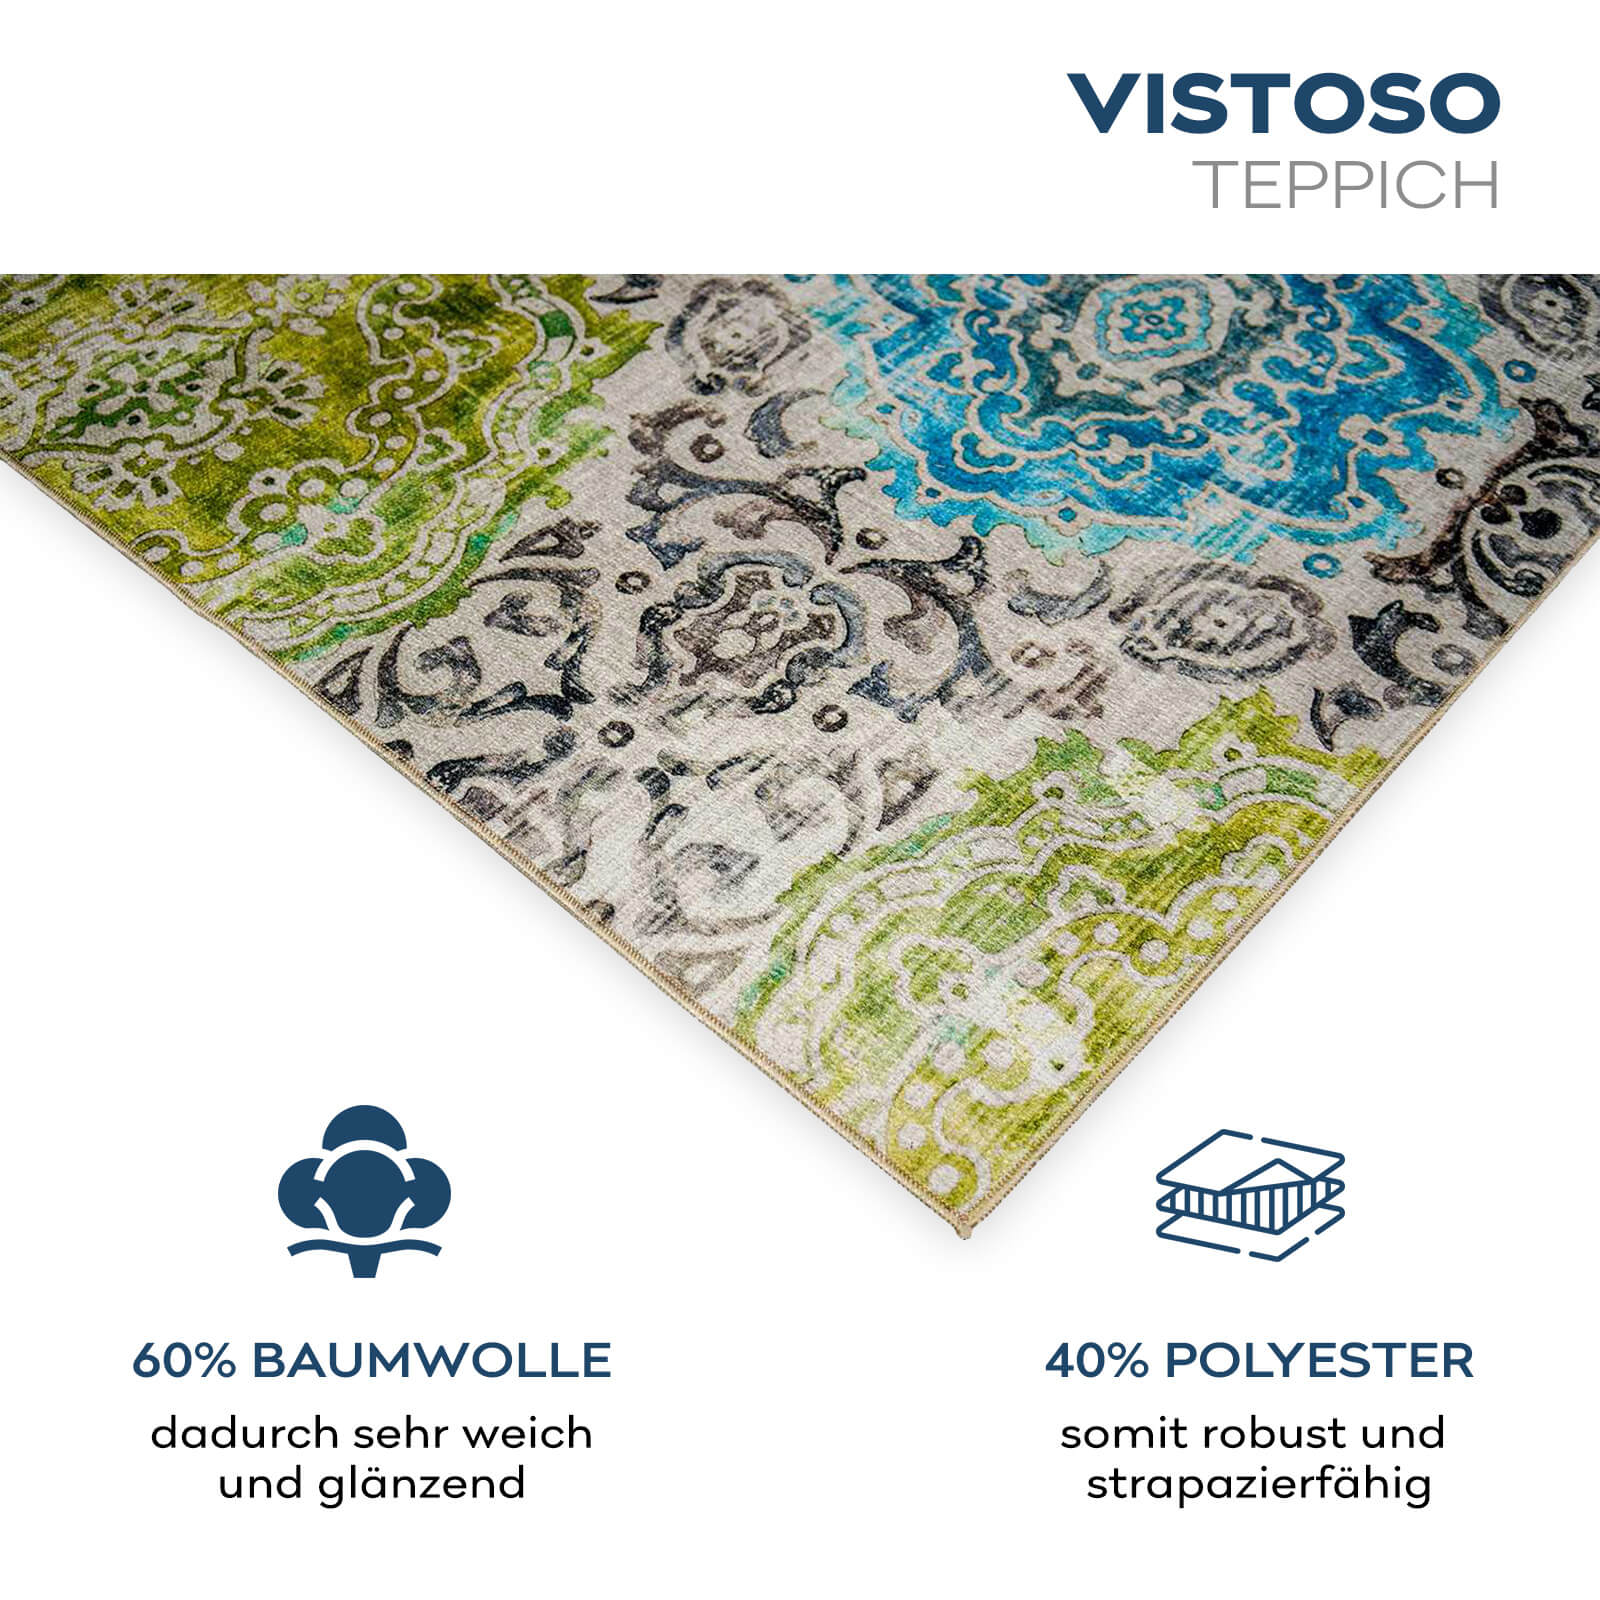 VISTOSO
TEPPICH
60% BAUMWOLLE
dadurch sehr weich
und glänzend
40% POLYESTER
somit robust und
strapazierfähig